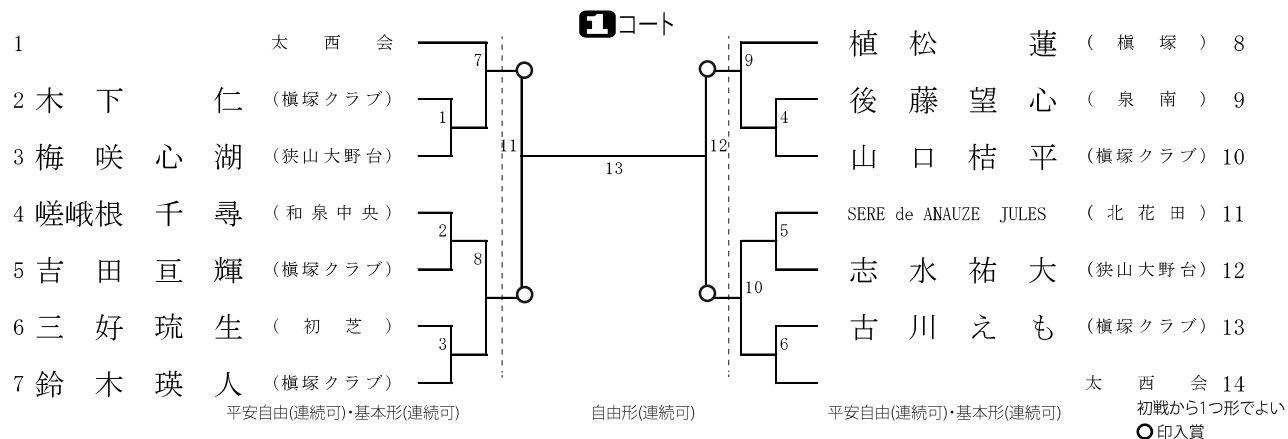 1コート
1 太西会
2 木下 仁 (槇塚クラブ)
3 梅咲心湖 (狭山大野台)
4 嵯峨根千尋 (和泉中央)
5 吉田亘輝 (槇塚クラブ)
6 三好琉生 (初芝)
7 鈴木瑛人 (槇塚クラブ)
7
1
2
8
3
11
13
12
9
4
5
10
6
植松 蓮 (槇塚) 8
後藤望心 (泉南) 9
山口桔平 (槇塚クラブ) 10
SERE de ANAUZE JULES (北花田) 11
志水祐大 (狭山大野台) 12
古川えも (槇塚クラブ) 13
太西会 14
平安自由(連続可)・基本形(連続可)
自由形(連続可)
平安自由(連続可)・基本形(連続可)
初戦から1つ形でよい
○印入賞